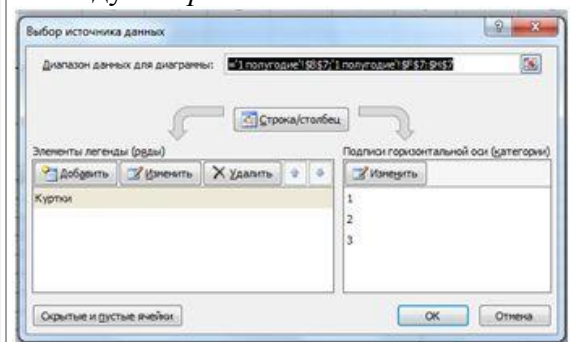 Выбор источника данных
Диапазон данных для диаграммы: ='1 полугодие'!$B$7;'1 полугодие'!$F$7:$H$7
Строка/столбец
Элементы легенды (ряды)
Подписи горизонтальной оси (категории)
Добавить Изменить Удалить
Изменить
Куртки
1
2
3
Скрытые и пустые ячейки
ОК Отмена